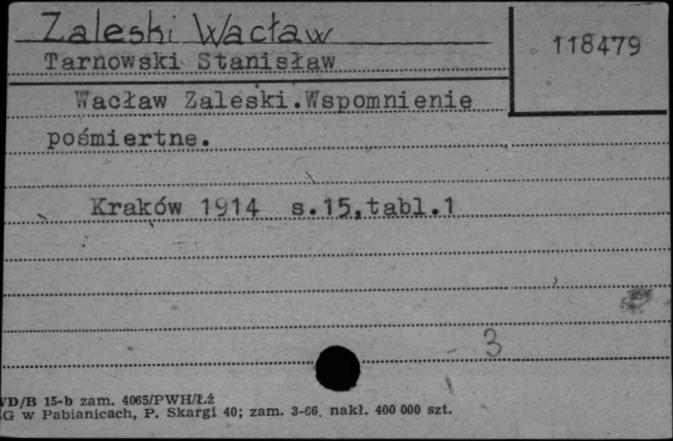 Zaleski Wacław
118479
Tarnowski Stanisław
Wacław Zaleski.Wspomnienie
pośmiertne.
Kraków 1914 s.15,tabl.1
3
VD/B 15-b zam. 4065/PWH/Łź
G w Pabianicach, P. Skargi 40; zam. 3-66. nakł. 400 000 szt.